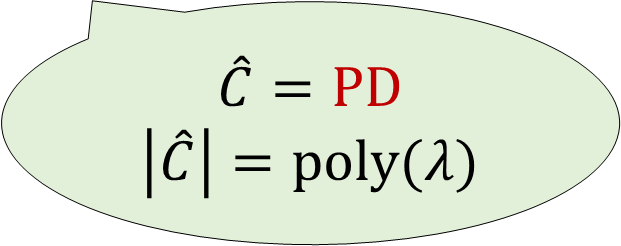 Ĉ = PD
|Ĉ| = poly(λ)